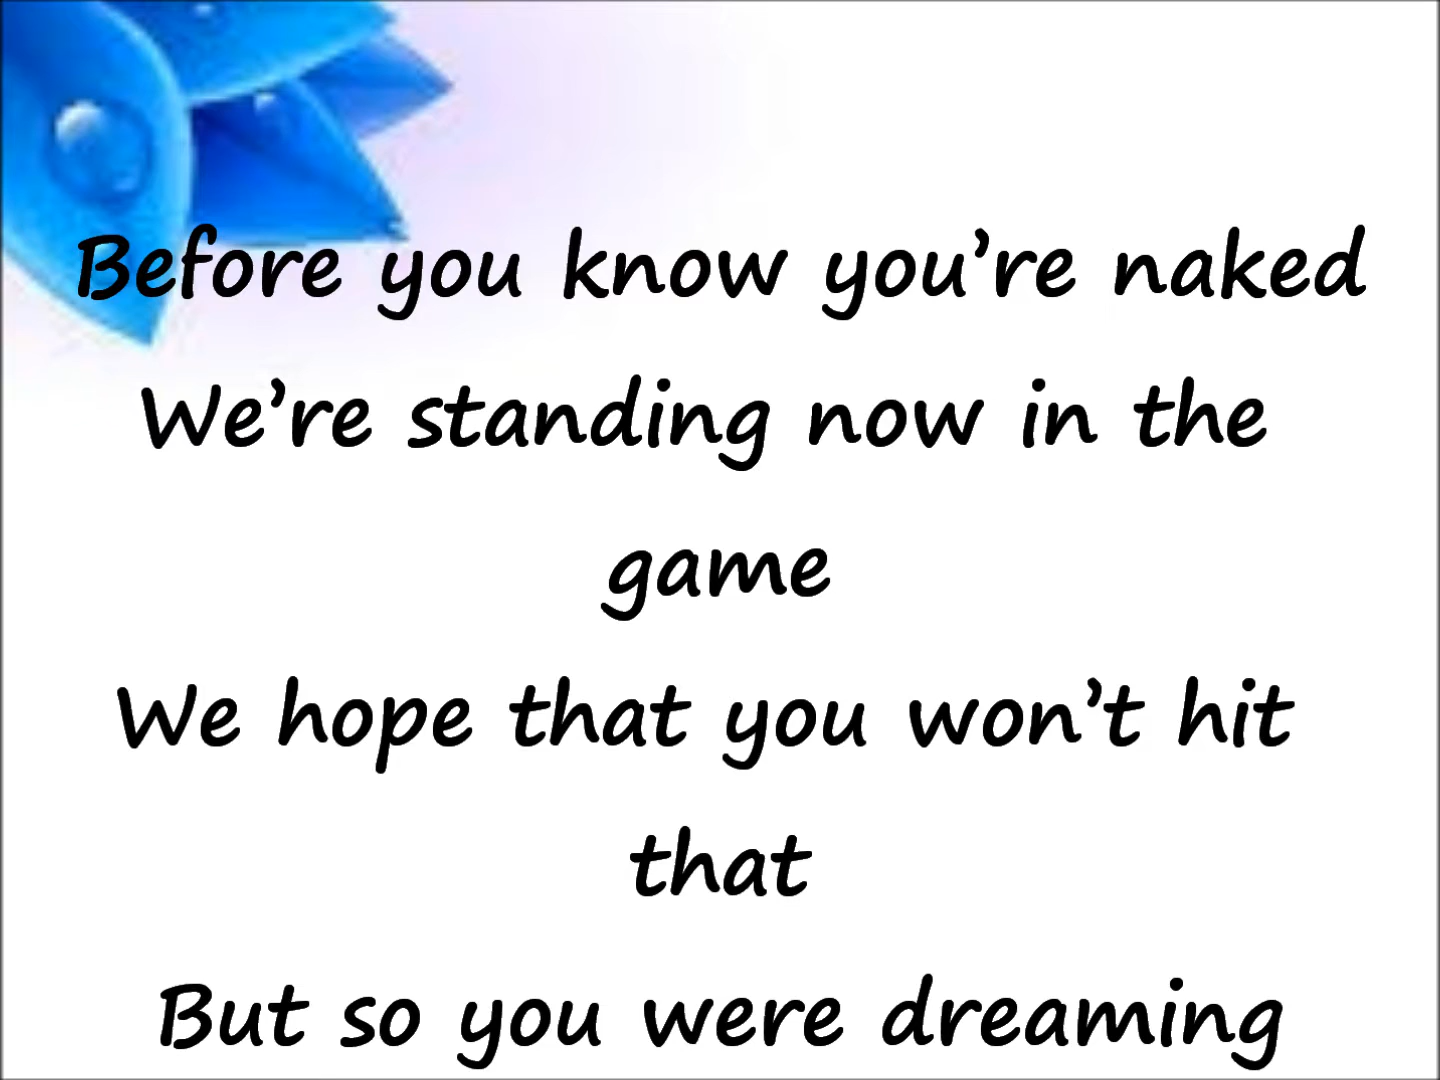 Before you know you’re naked
We’re standing now in the
game
We hope that you won’t hit
that
But so you were dreaming